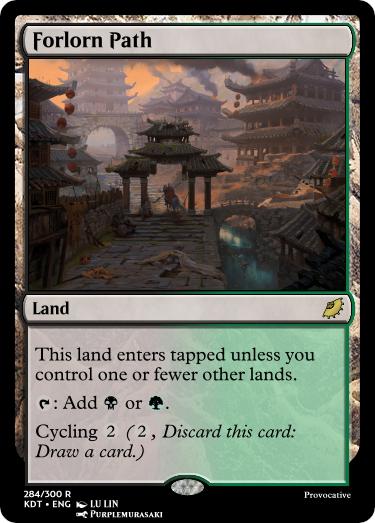 Forlorn Path
Land
This land enters tapped unless you
control one or fewer other lands.
: Add or .
Cycling 2 ( 2 , Discard this card:
Draw a card.)
284/300 R
KDT • ENG LU LIN
Purplemurasaki
Provocative